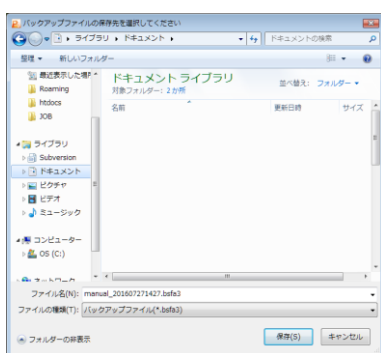 バックアップファイルの保存先を選択してください
ライブラリ ▸ ドキュメント ▸
ドキュメントの検索
整理 ▼ 新しいフォルダー
最近表示した場所
Roaming
htdocs
JOB
ライブラリ
Subversion
ドキュメント
ピクチャ
ビデオ
ミュージック
コンピューター
OS (C:)
ドキュメント ライブラリ
対象フォルダー: 2 か所
並べ替え: フォルダー ▼
名前 更新日時 サイズ
ファイル名(N): manual_201607271427.bsfa3
ファイルの種類(T): バックアップファイル(*.bsfa3)
フォルダーの非表示
保存(S) キャンセル